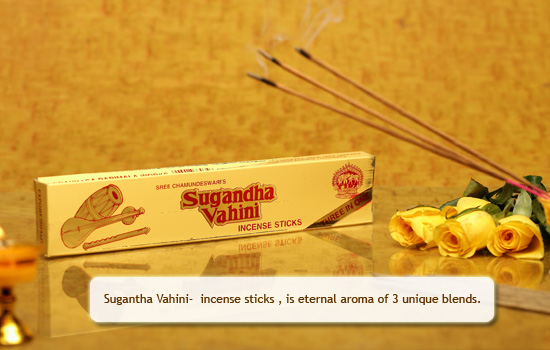 SREE CHAMUNDESWARI'S
Sugandha
Vahini
INCENSE STICKS
THREE IN ONE
Sugantha Vahini-  incense sticks , is eternal aroma of 3 unique blends.